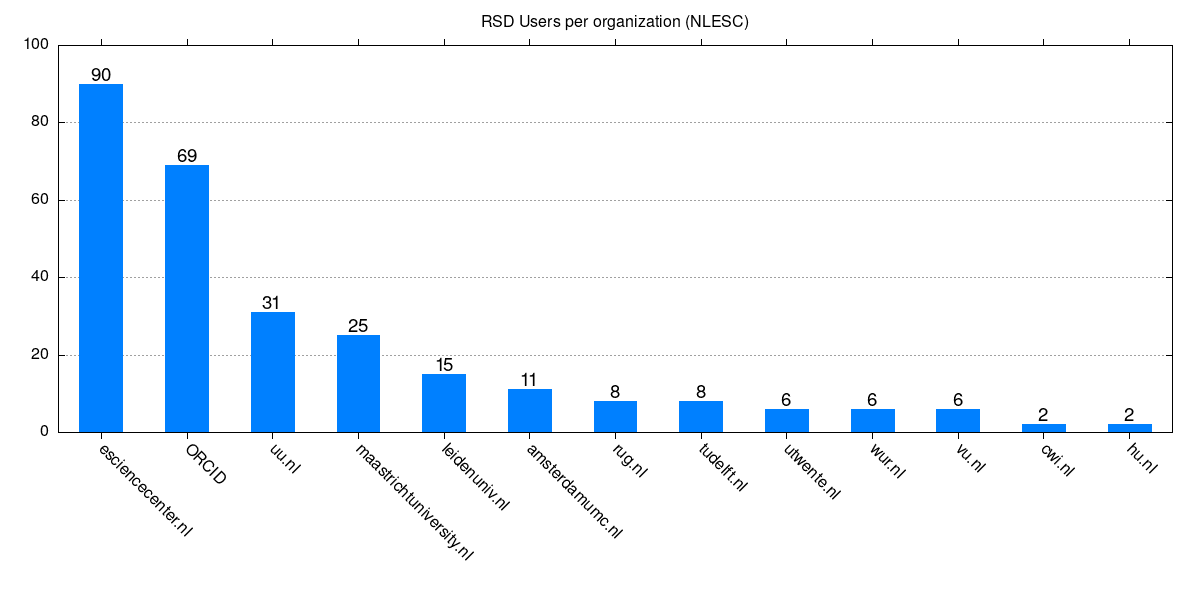 RSD Users per organization (NLESC)
100
80
60
40
20
0
90
69
31
25
15
11
8
8
6
6
6
2
2
esciencecenter.nl
ORCID
uu.nl
maastrichtuniversity.nl
leidenuniv.nl
amsterdamumc.nl
rug.nl
tudelft.nl
utwente.nl
wur.nl
vu.nl
cwi.nl
hu.nl